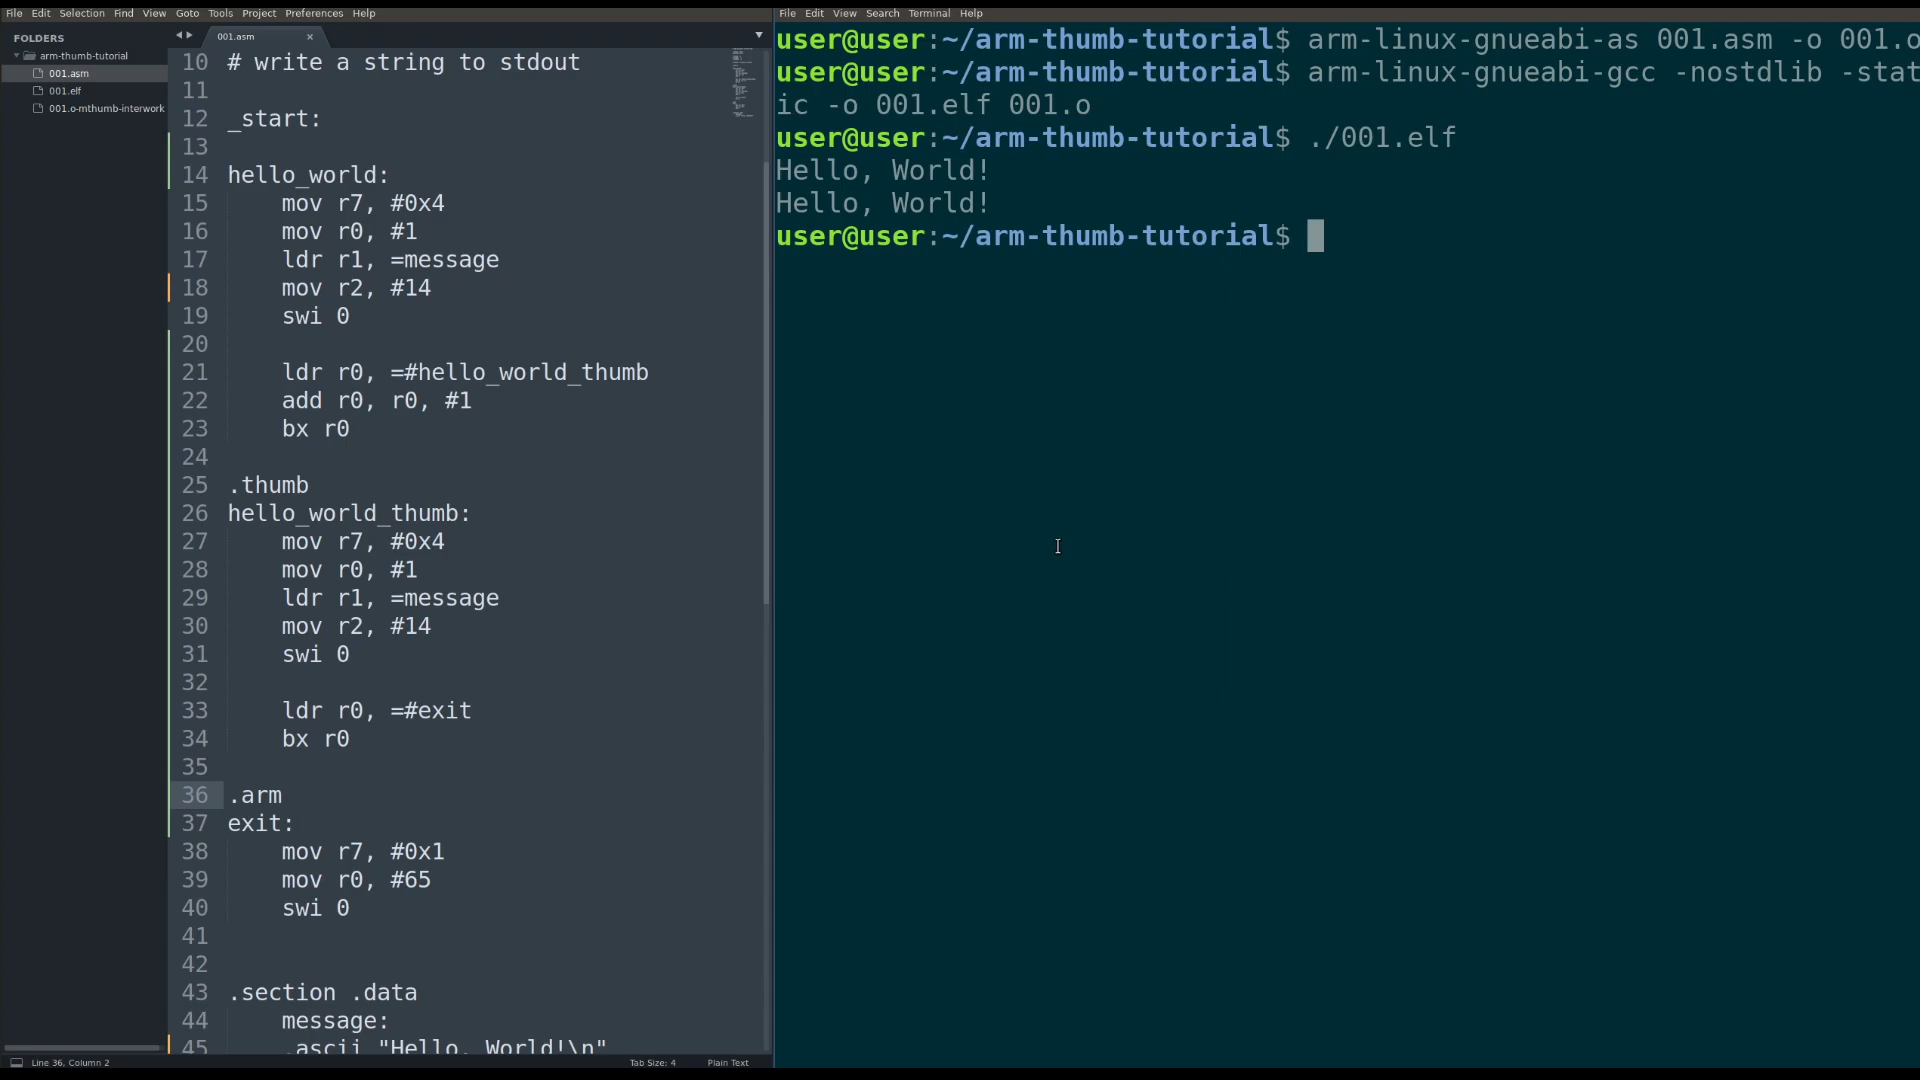 File Edit Selection Find View Goto Tools Project Preferences Help
FOLDERS
arm-thumb-tutorial
001.asm
001.elf
001.o-mthumb-interwork
001.asm ×
10 # write a string to stdout
11
12 _start:
13
14 hello_world:
15 mov r7, #0x4
16 mov r0, #1
17 ldr r1, =message
18 mov r2, #14
19 swi 0
20
21 ldr r0, =#hello_world_thumb
22 add r0, r0, #1
23 bx r0
24
25 .thumb
26 hello_world_thumb:
27 mov r7, #0x4
28 mov r0, #1
29 ldr r1, =message
30 mov r2, #14
31 swi 0
32
33 ldr r0, =#exit
34 bx r0
35
36 .arm
37 exit:
38 mov r7, #0x1
39 mov r0, #65
40 swi 0
41
42
43 .section .data
44 message:
45 .ascii "Hello, World!\n"
Line 36, Column 2
Tab Size: 4
Plain Text
File Edit View Search Terminal Help
user@user:~/arm-thumb-tutorial$ arm-linux-gnueabi-as 001.asm -o 001.o
user@user:~/arm-thumb-tutorial$ arm-linux-gnueabi-gcc -nostdlib -stat
ic -o 001.elf 001.o
user@user:~/arm-thumb-tutorial$ ./001.elf
Hello, World!
Hello, World!
user@user:~/arm-thumb-tutorial$